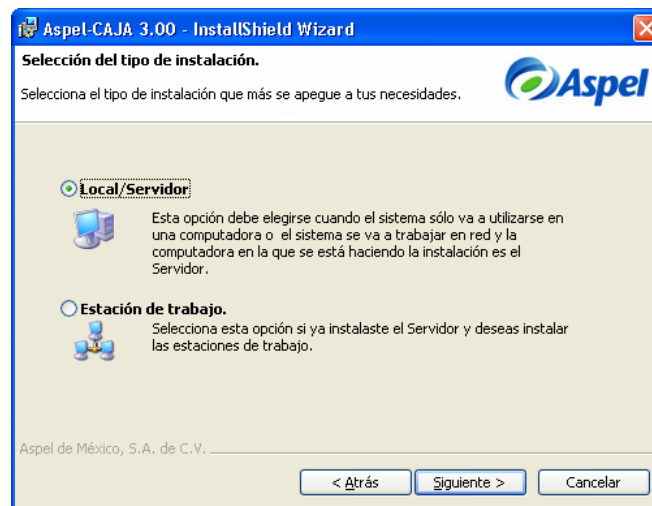 Aspel-CAJA 3.00 - InstallShield Wizard
Selección del tipo de instalación.
Selecciona el tipo de instalación que más se apegue a tus necesidades.
Aspel
Local/Servidor
Esta opción debe elegirse cuando el sistema sólo va a utilizarse en
una computadora o el sistema se va a trabajar en red y la
computadora en la que se está haciendo la instalación es el
Servidor.
Estación de trabajo.
Selecciona esta opción si ya instalaste el Servidor y deseas instalar
las estaciones de trabajo.
Aspel de México, S.A. de C.V.
< Atrás
Siguiente >
Cancelar